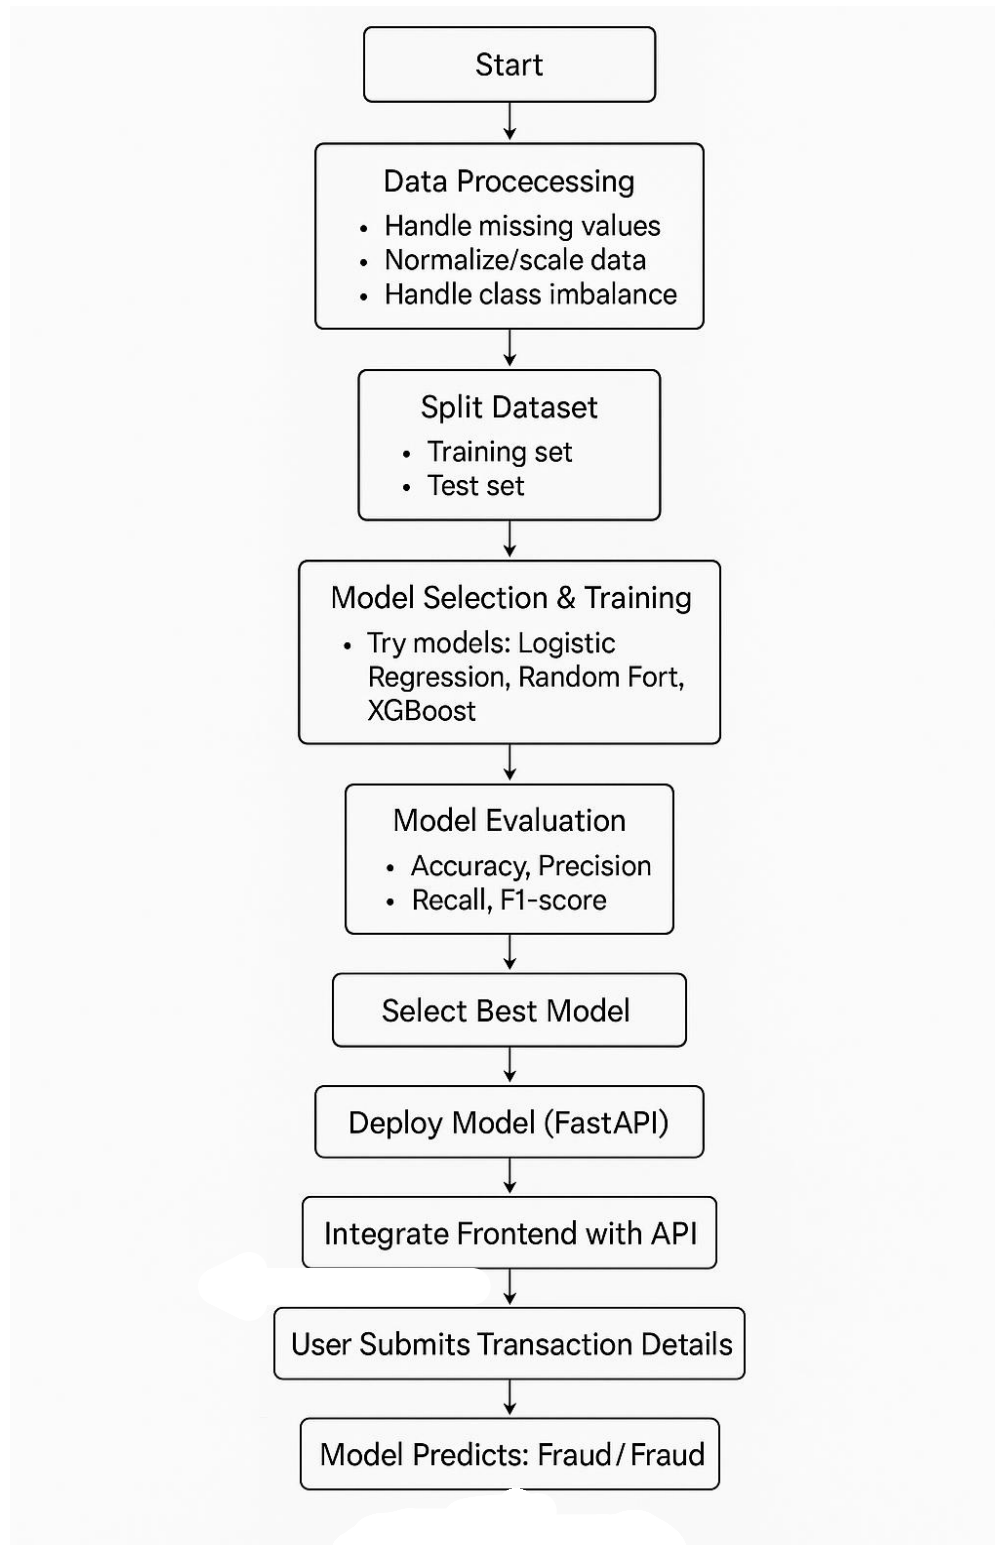 Start
Data Procecessing
• Handle missing values
• Normalize/scale data
• Handle class imbalance
Split Dataset
• Training set
• Test set
Model Selection & Training
• Try models: Logistic
Regression, Random Fort,
XGBoost
Model Evaluation
• Accuracy, Precision
• Recall, F1-score
Select Best Model
Deploy Model (FastAPI)
Integrate Frontend with API
User Submits Transaction Details
Model Predicts: Fraud/Fraud